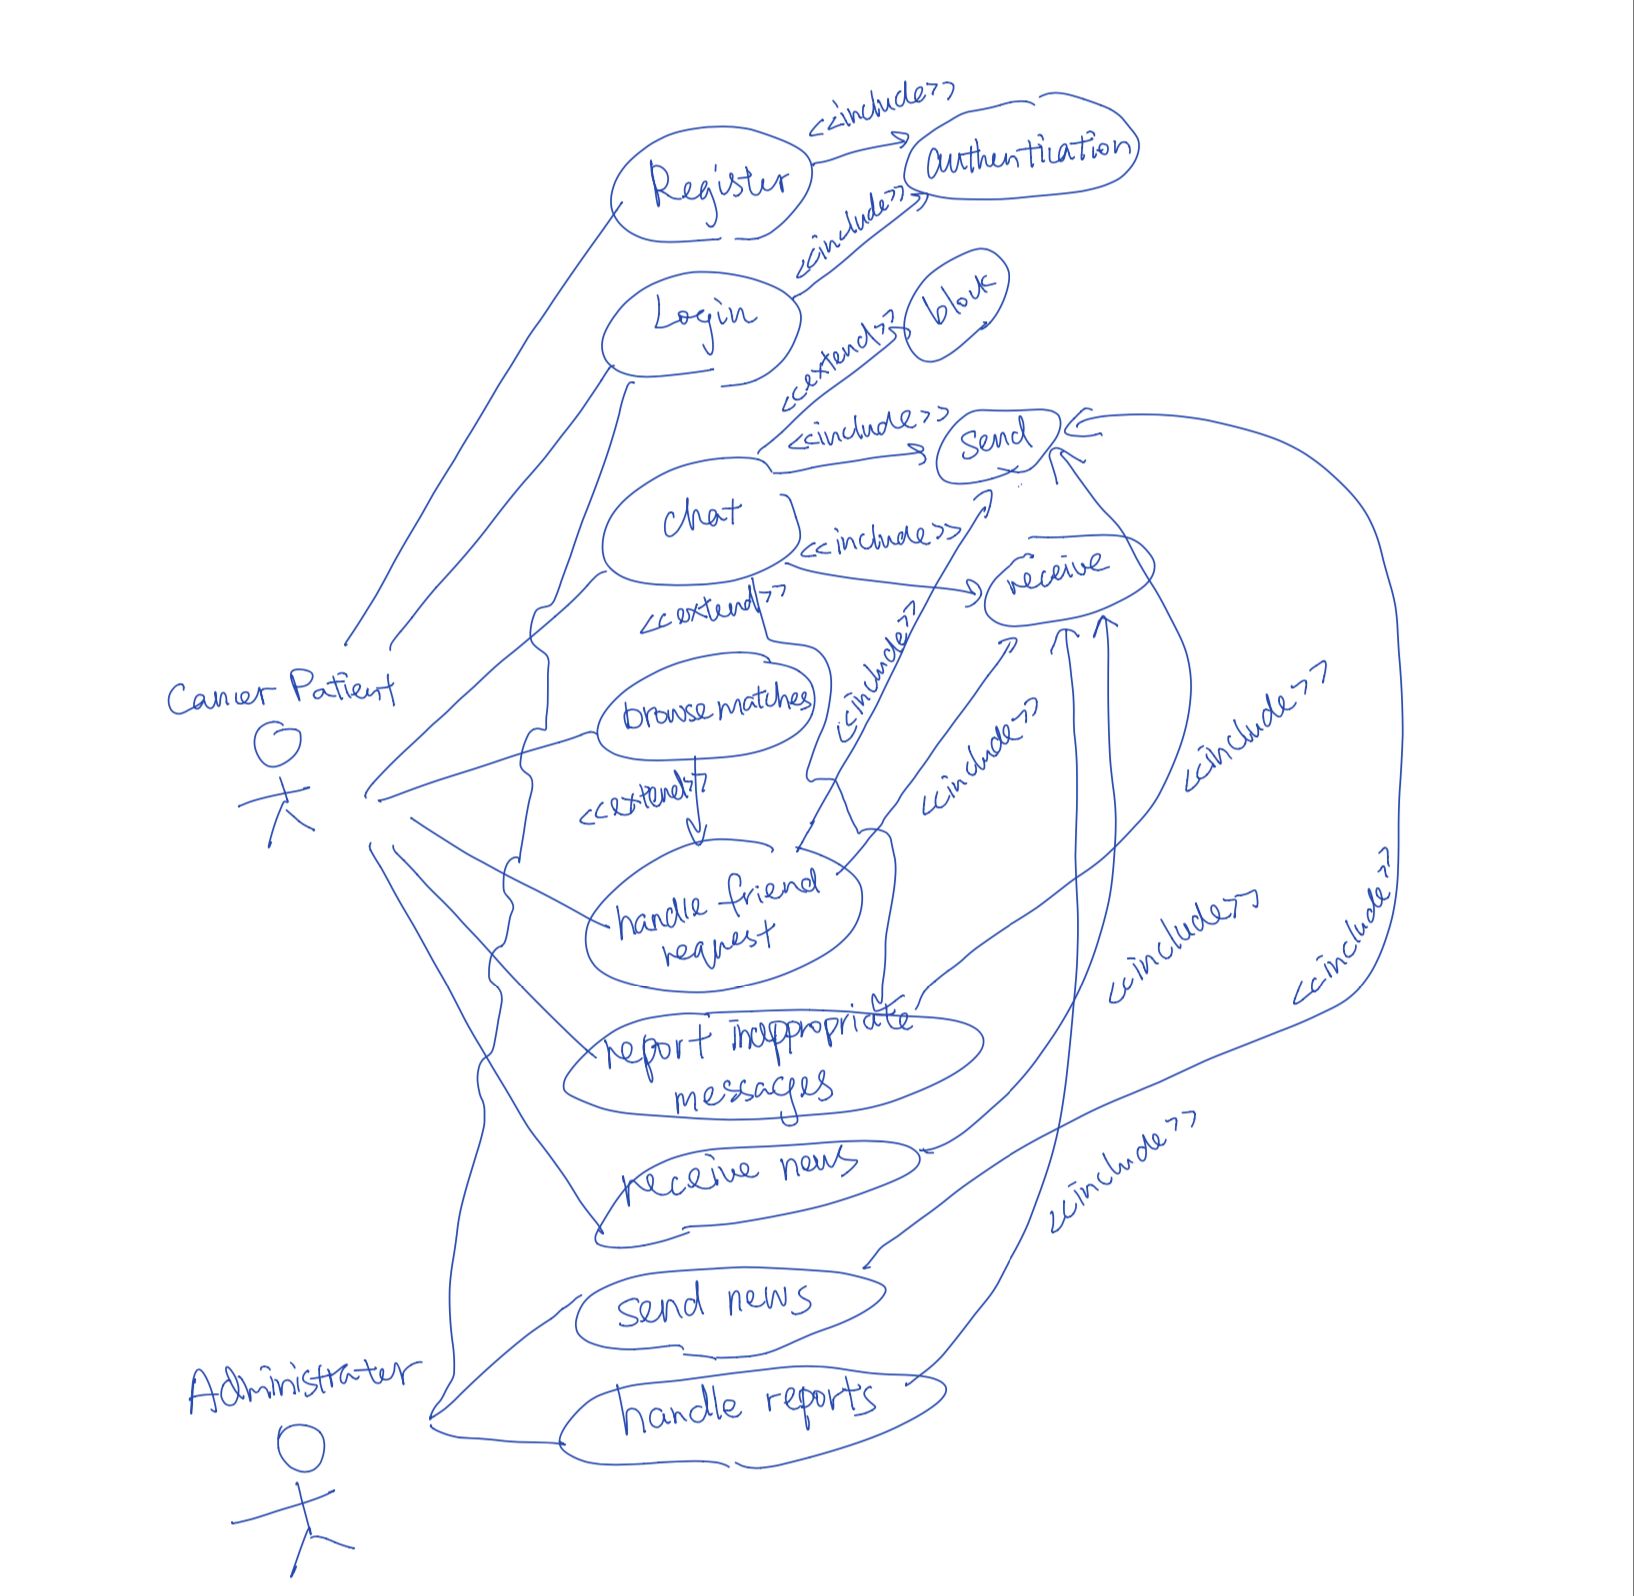 <<include>>
Register
authentication
<<include>>
Login
block
<<extend>>
<<include>>
send
chat
<<include>>
receive
<<extend>>
<<include>>
Cancer Patient
browse matches
<<include>>
<<include>>
<<extend>>
handle friend
request
<<include>>
<<include>>
report inappropriate
messages
receive news
<<include>>
send news
Administrater
handle reports